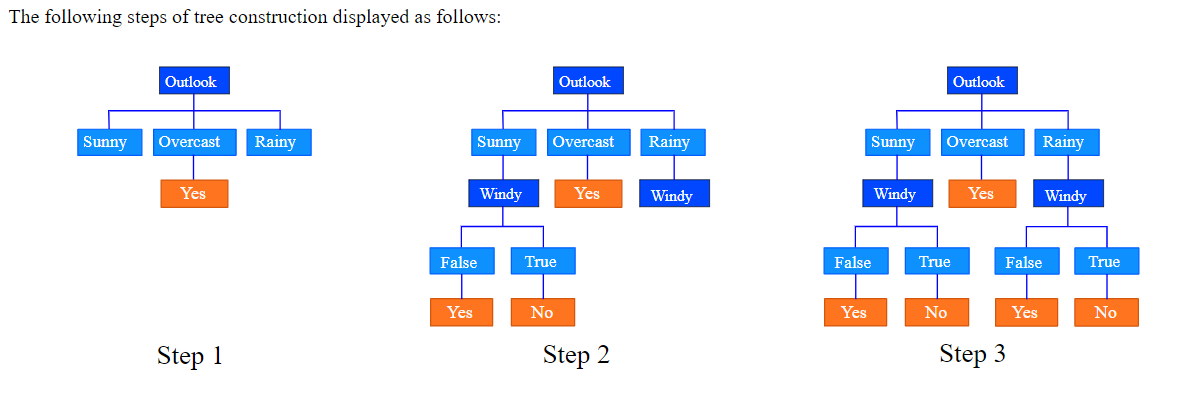 The following steps of tree construction displayed as follows:
Outlook
Sunny Overcast Rainy
Yes
Step 1
Outlook
Sunny Overcast Rainy
Windy Yes Windy
False True
Yes No
Step 2
Outlook
Sunny Overcast Rainy
Windy Yes Windy
False True False True
Yes No Yes No
Step 3